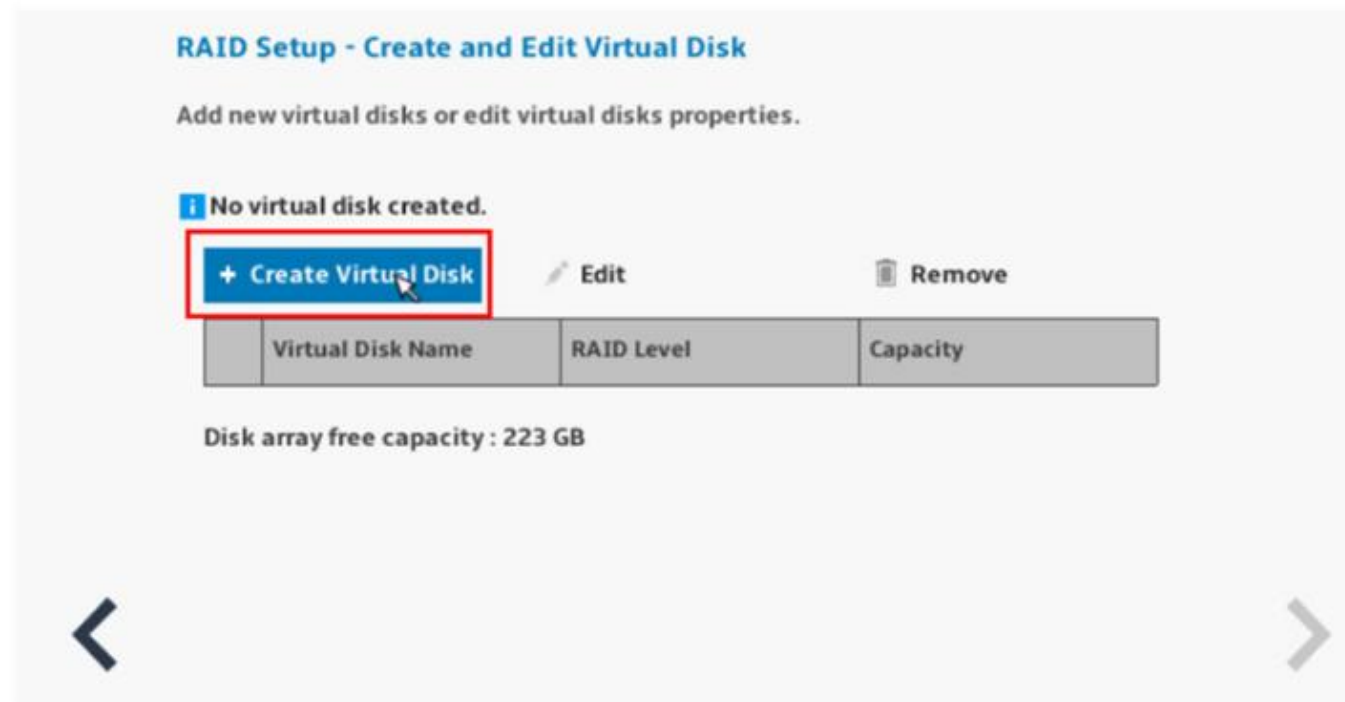 RAID Setup - Create and Edit Virtual Disk
Add new virtual disks or edit virtual disks properties.
i No virtual disk created.
+ Create Virtual Disk Edit Remove
Virtual Disk Name RAID Level Capacity
Disk array free capacity : 223 GB